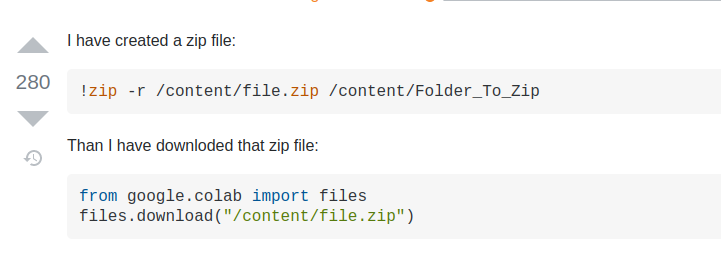 I have created a zip file:
280
!zip -r /content/file.zip /content/Folder_To_Zip
Than I have downloded that zip file:
from google.colab import files
files.download("/content/file.zip")